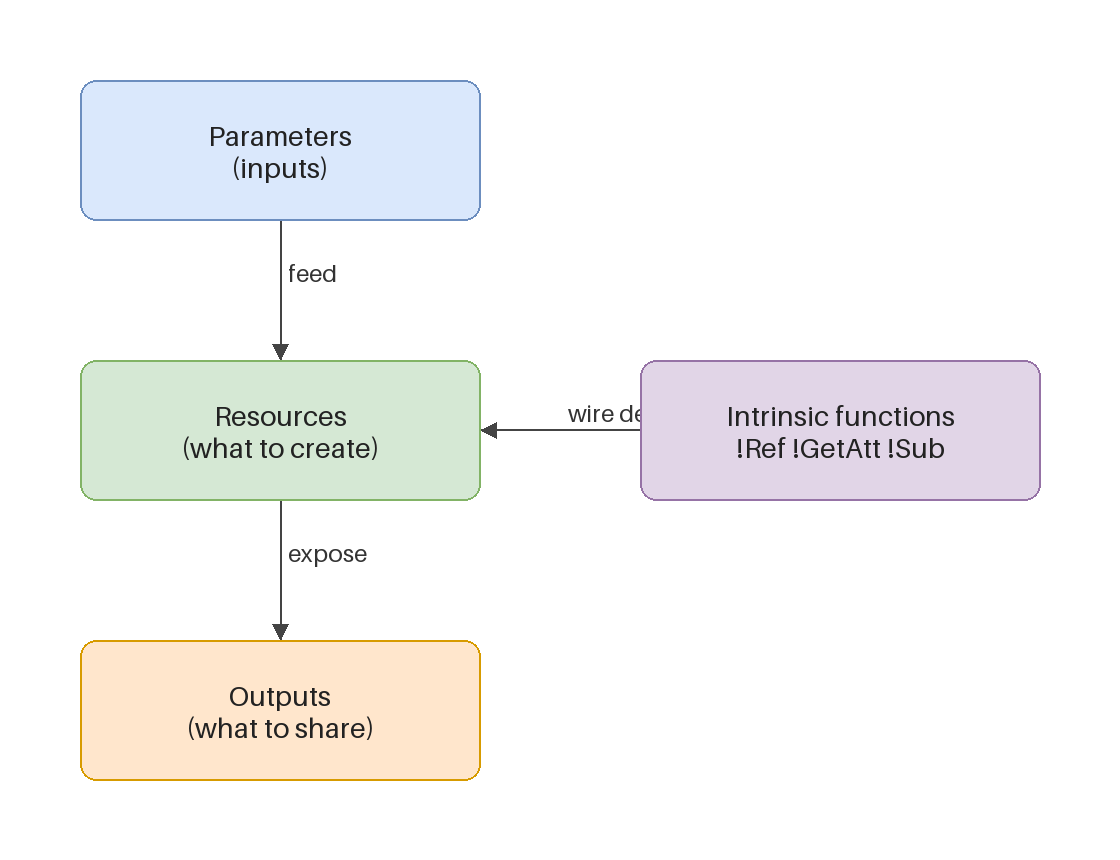 Parameters
(inputs)
feed
Resources
(what to create)
wire
Intrinsic functions
!Ref !GetAtt !Sub
expose
Outputs
(what to share)